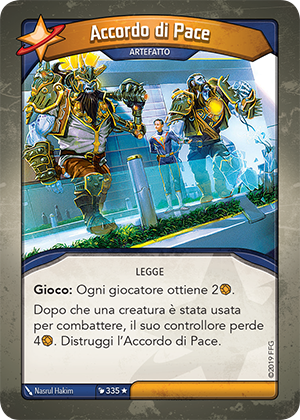 Accordo di Pace
ARTEFATTO
LEGGE
Gioco: Ogni giocatore ottiene 2.
Dopo che una creatura è stata usata
per combattere, il suo controllore perde
4. Distruggi l'Accordo di Pace.
Nasrul Hakim
335
©2019 FFG